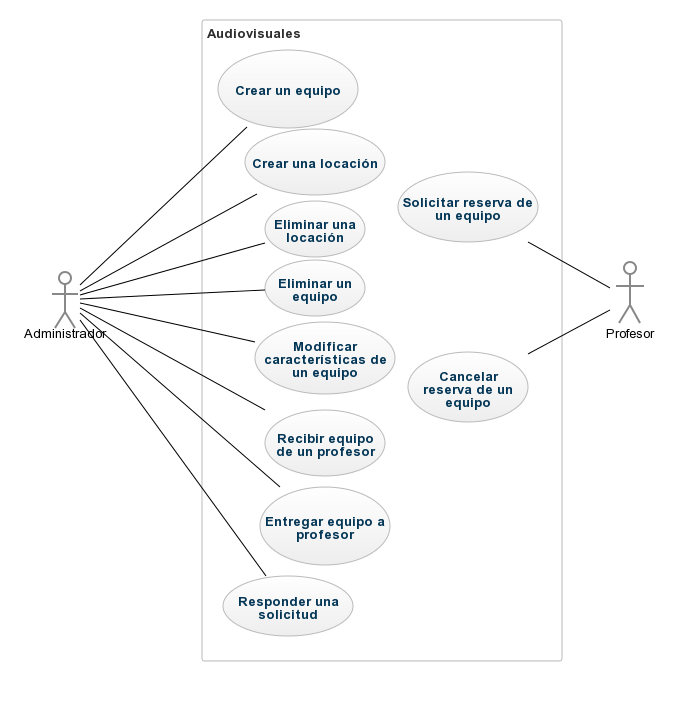 Audiovisuales
Crear un equipo
Crear una locación
Eliminar una
locación
Eliminar un
equipo
Modificar
características de
un equipo
Recibir equipo
de un profesor
Entregar equipo a
profesor
Responder una
solicitud
Solicitar reserva de
un equipo
Cancelar
reserva de un
equipo
Administrador
Profesor